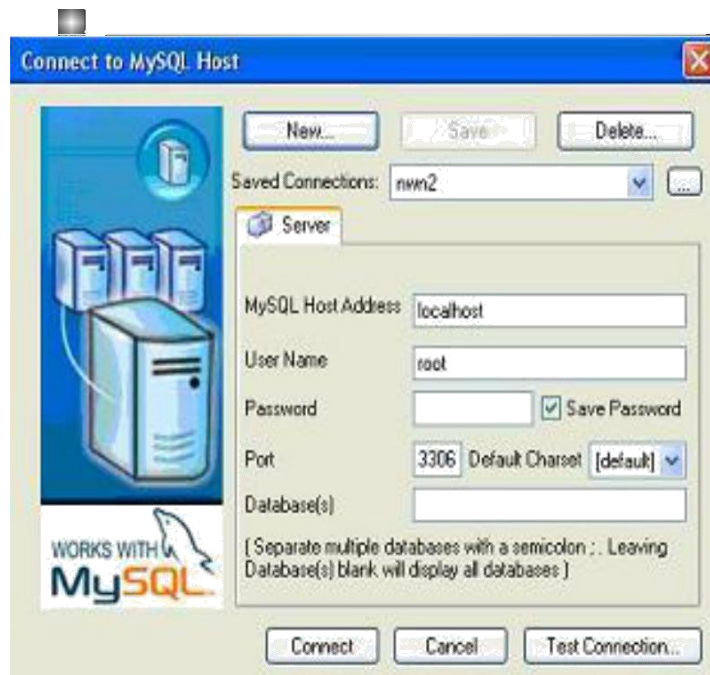 Connect to MySQL Host
New...
Save
Delete...
Saved Connections:
nwn2
...
Server
MySQL Host Address
localhost
User Name
root
Password
Save Password
Port
3306
Default Charset
[default]
Database(s)
( Separate multiple databases with a semicolon ; . Leaving
Database(s) blank will display all databases )
WORKS WITH
MySQL
Connect
Cancel
Test Connection...